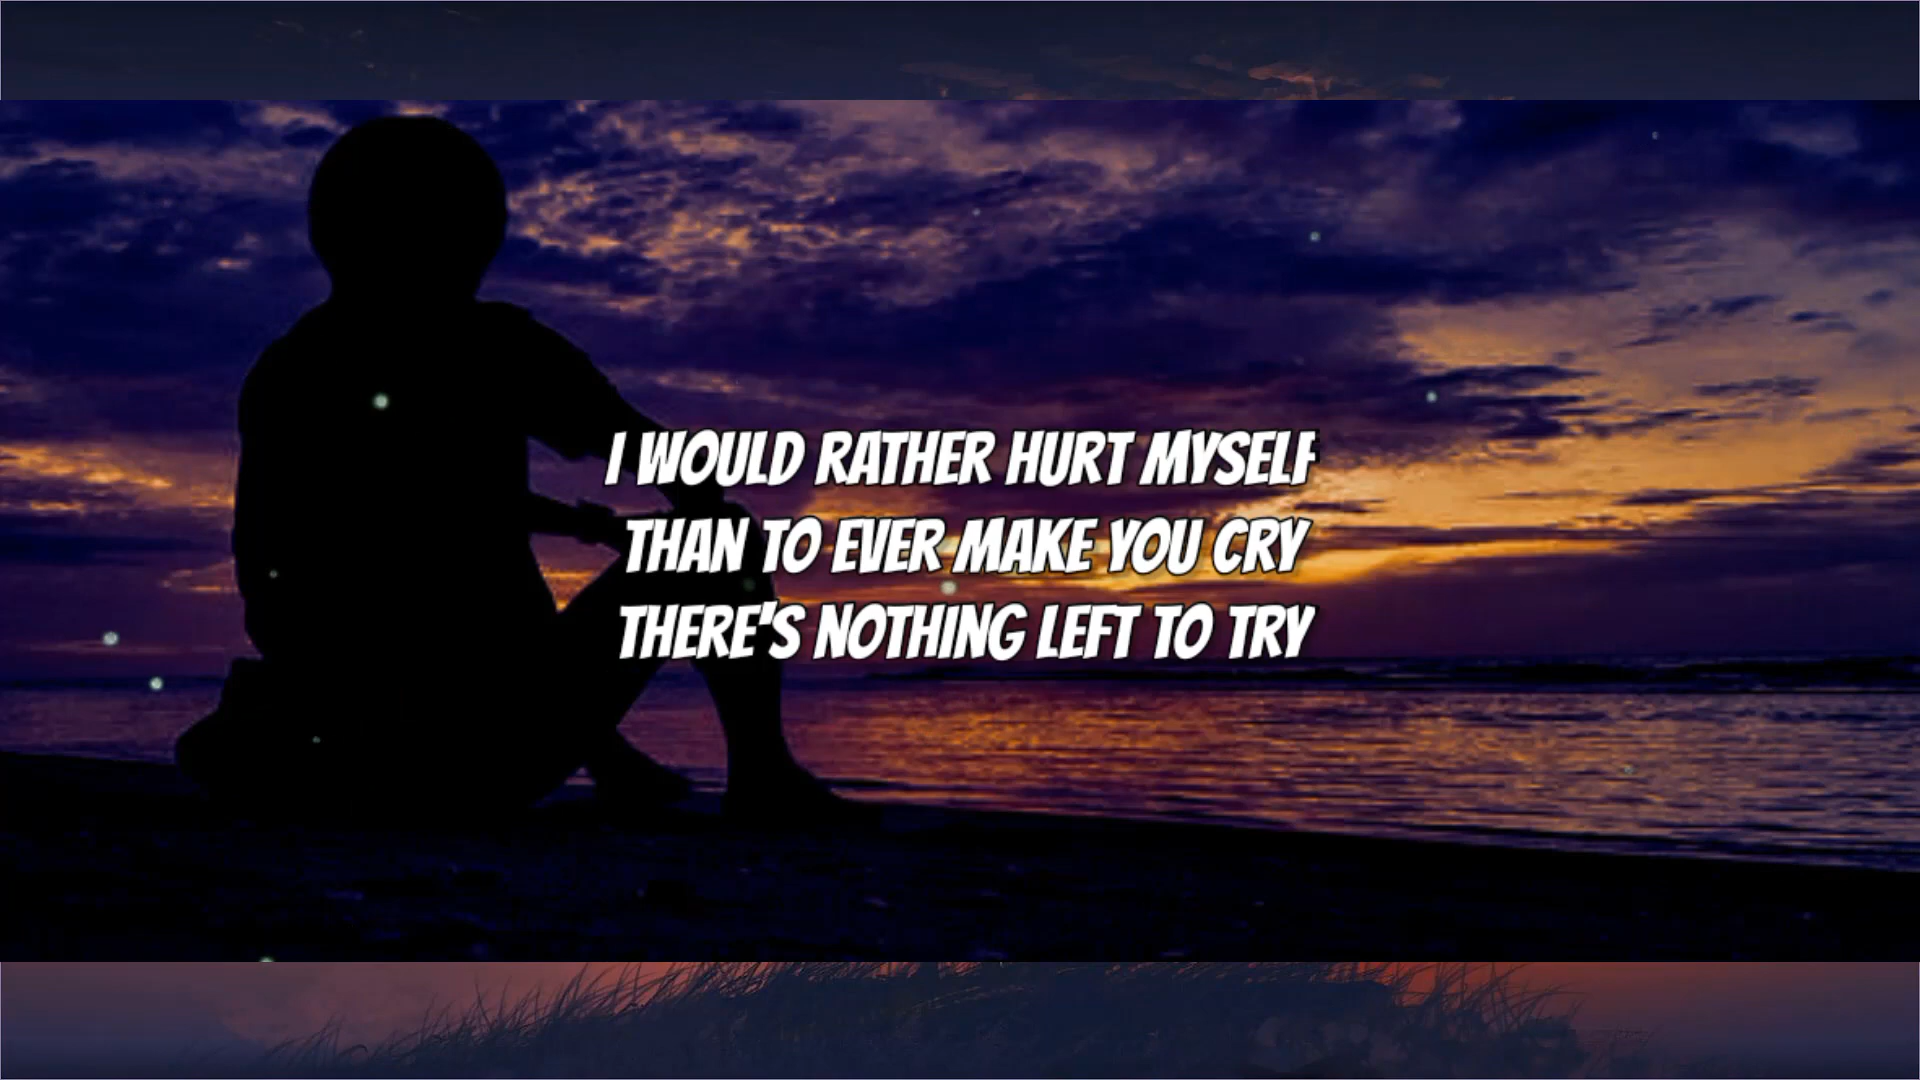 I WOULD RATHER HURT MYSELF
THAN TO EVER MAKE YOU CRY
THERE'S NOTHING LEFT TO TRY